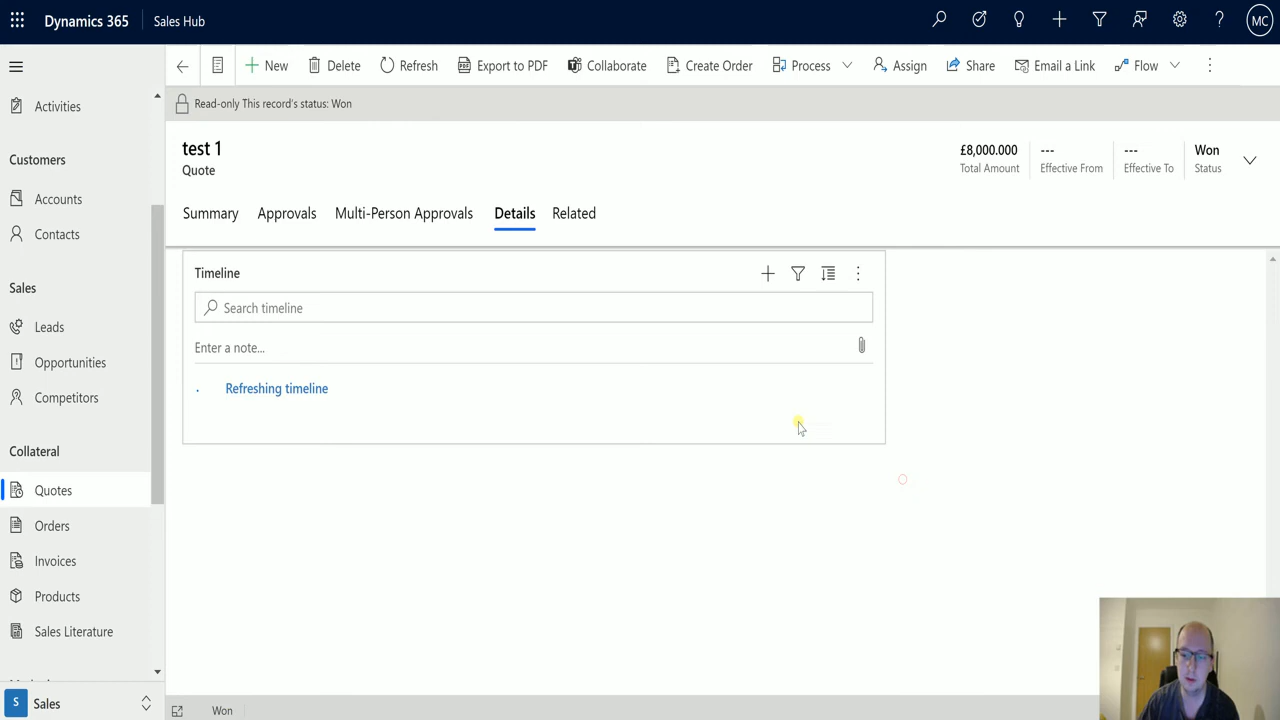 Dynamics 365
Sales Hub
MC
New
Delete
Refresh
Export to PDF
Collaborate
Create Order
Process
Assign
Share
Email a Link
Flow
Activities
Customers
Accounts
Contacts
Sales
Leads
Opportunities
Competitors
Collateral
Quotes
Orders
Invoices
Products
Sales Literature
S
Sales
Read-only This record's status: Won
test 1
Quote
£8,000.000
Total Amount
---
Effective From
---
Effective To
Won
Status
Summary
Approvals
Multi-Person Approvals
Details
Related
Timeline
Search timeline
Enter a note...
Refreshing timeline
Won